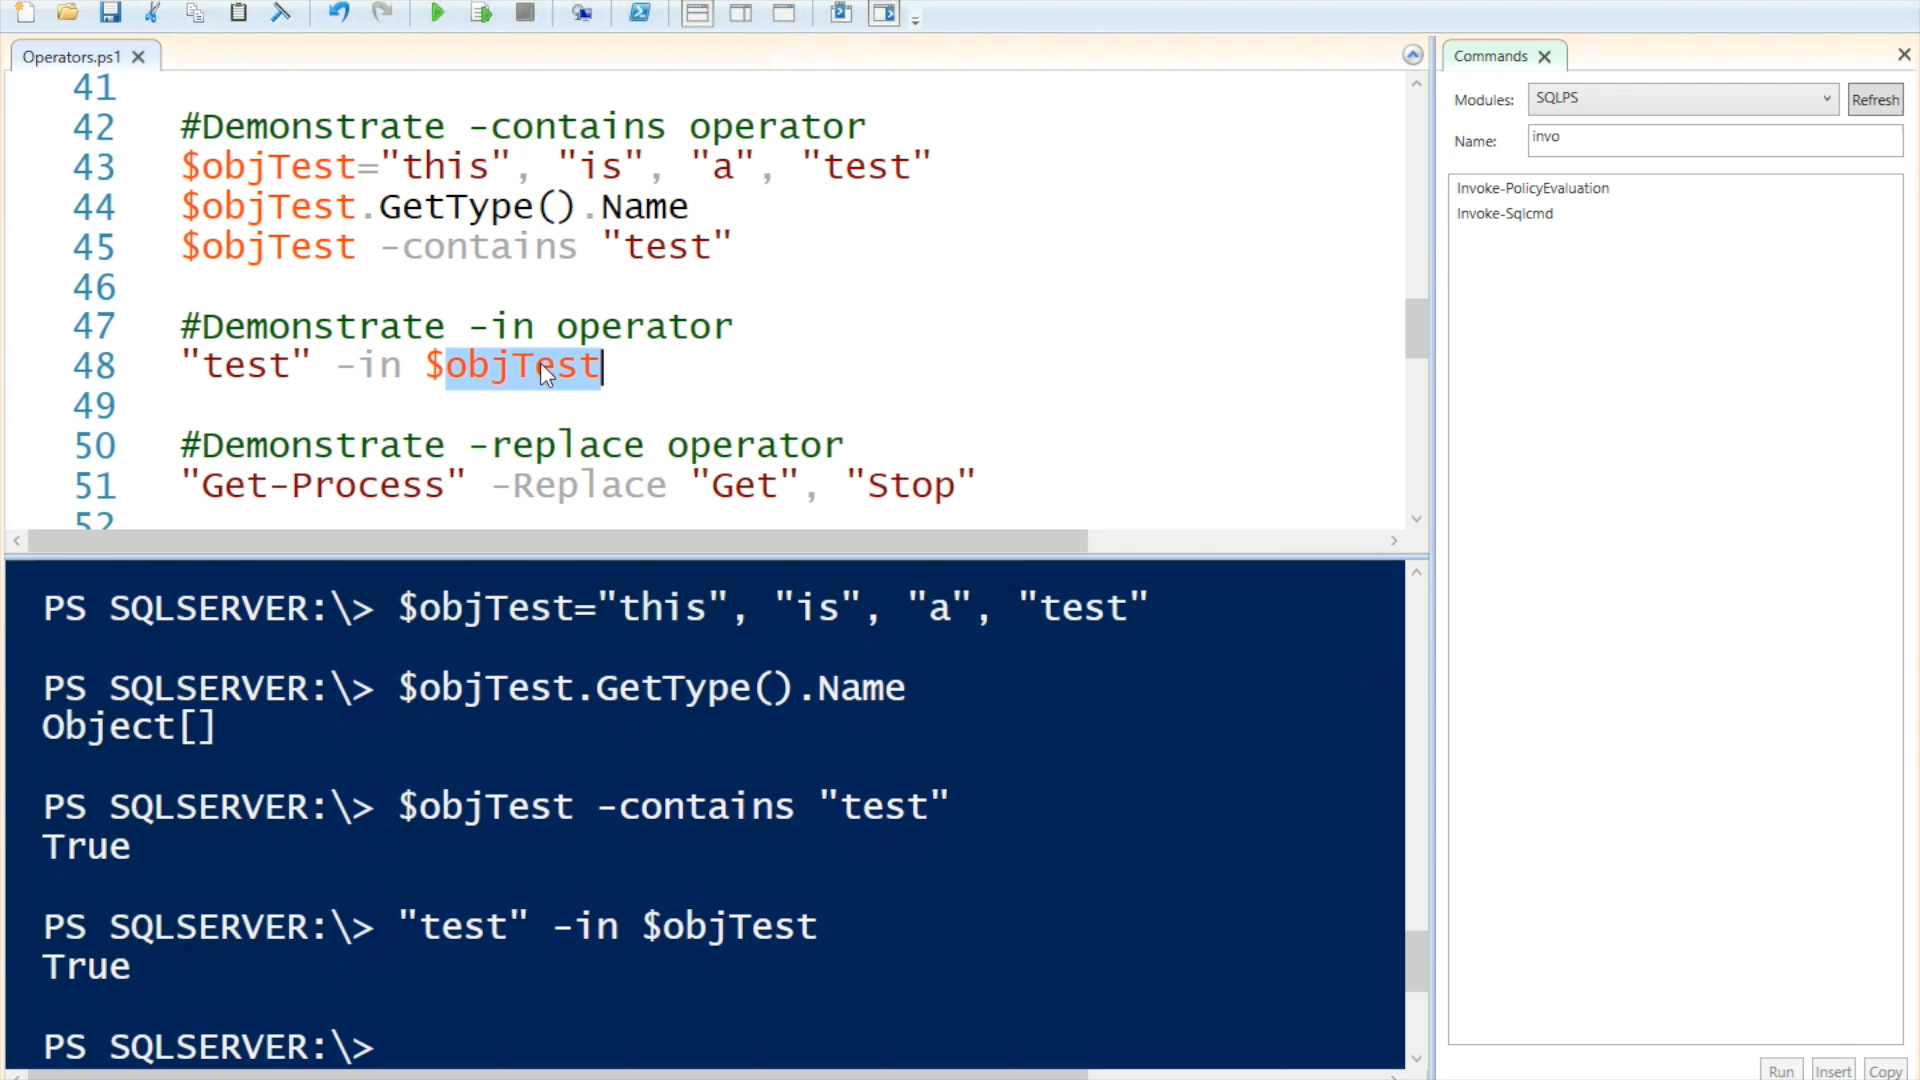 Operators.ps1
41
42 #Demonstrate -contains operator
43 $objTest="this", "is", "a", "test"
44 $objTest.GetType().Name
45 $objTest -contains "test"
46
47 #Demonstrate -in operator
48 "test" -in $objTest
49
50 #Demonstrate -replace operator
51 "Get-Process" -Replace "Get", "Stop"
52
PS SQLSERVER:\> $objTest="this", "is", "a", "test"
PS SQLSERVER:\> $objTest.GetType().Name
Object[]
PS SQLSERVER:\> $objTest -contains "test"
True
PS SQLSERVER:\> "test" -in $objTest
True
PS SQLSERVER:\>
Commands
Modules: SQLPS Refresh
Name: invo
Invoke-PolicyEvaluation
Invoke-Sqlcmd
Run Insert Copy